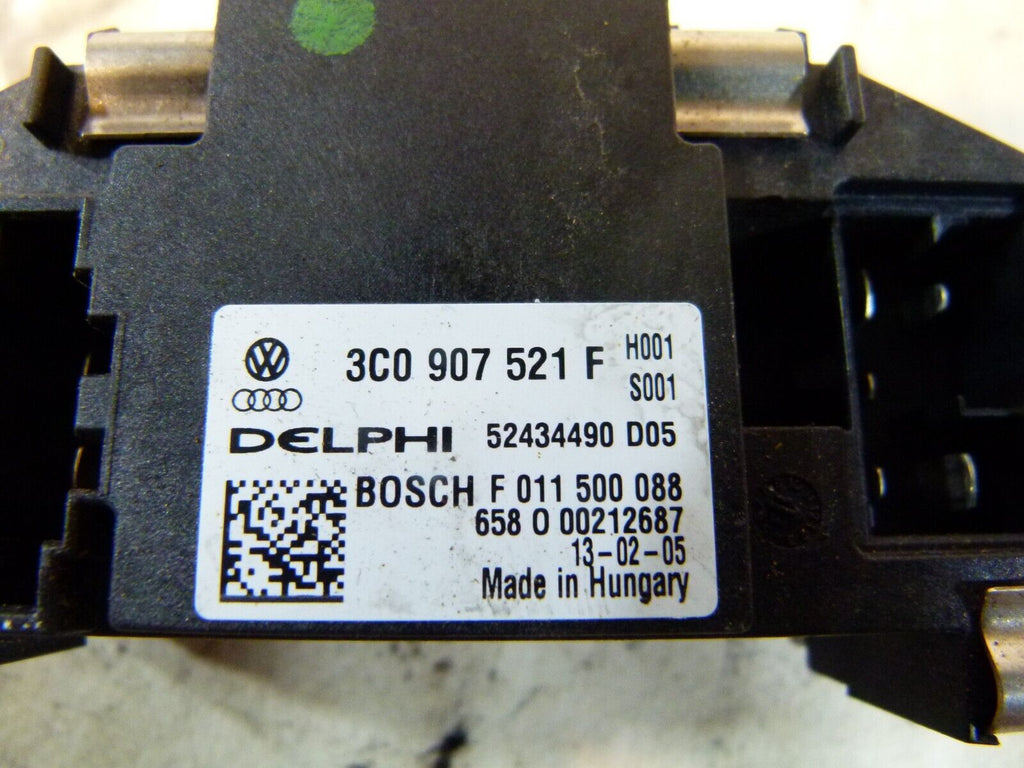 3C0 907 521 F H001
S001
DELPHI 52434490 D05
BOSCH F 011 500 088
658 0 00212687
13-02-05
Made in Hungary